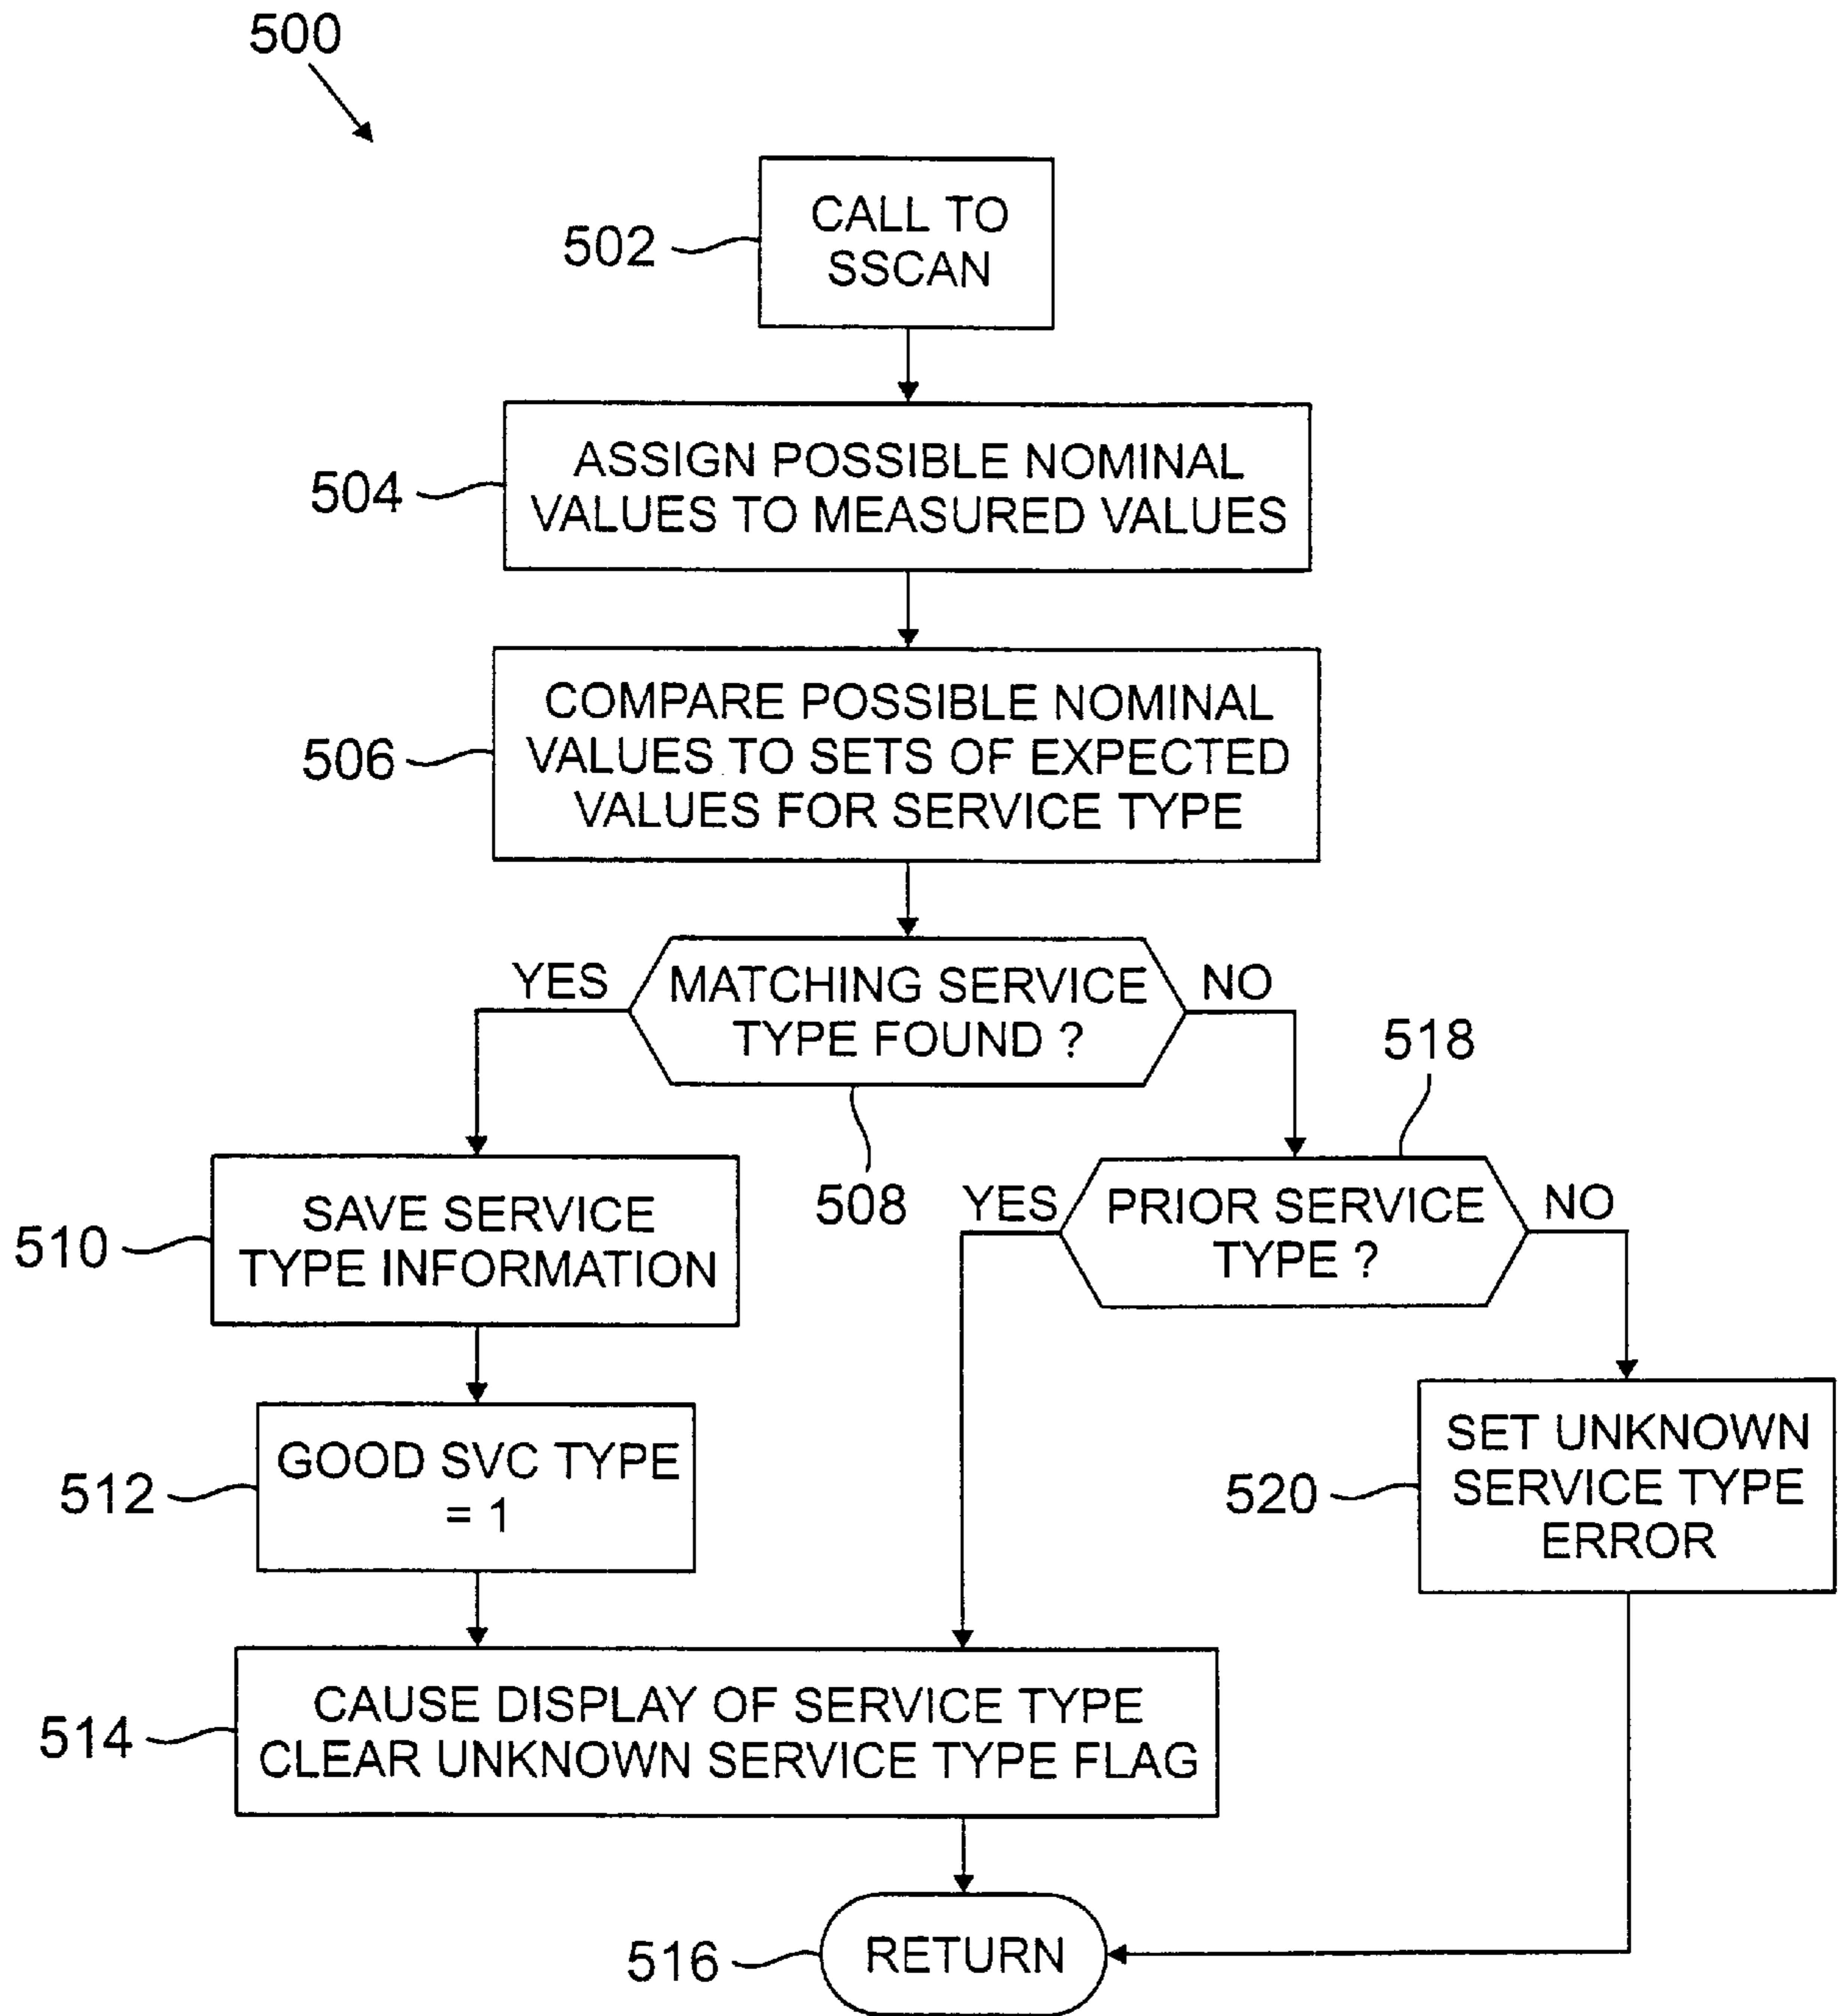 500
CALL TO
SSCAN
502
ASSIGN POSSIBLE NOMINAL
VALUES TO MEASURED VALUES
504
COMPARE POSSIBLE NOMINAL
VALUES TO SETS OF EXPECTED
VALUES FOR SERVICE TYPE
506
YES
MATCHING SERVICE
TYPE FOUND ?
NO
508
518
SAVE SERVICE
TYPE INFORMATION
510
YES
PRIOR SERVICE
TYPE ?
NO
GOOD SVC TYPE
= 1
512
SET UNKNOWN
SERVICE TYPE
ERROR
520
CAUSE DISPLAY OF SERVICE TYPE
CLEAR UNKNOWN SERVICE TYPE FLAG
514
RETURN
516